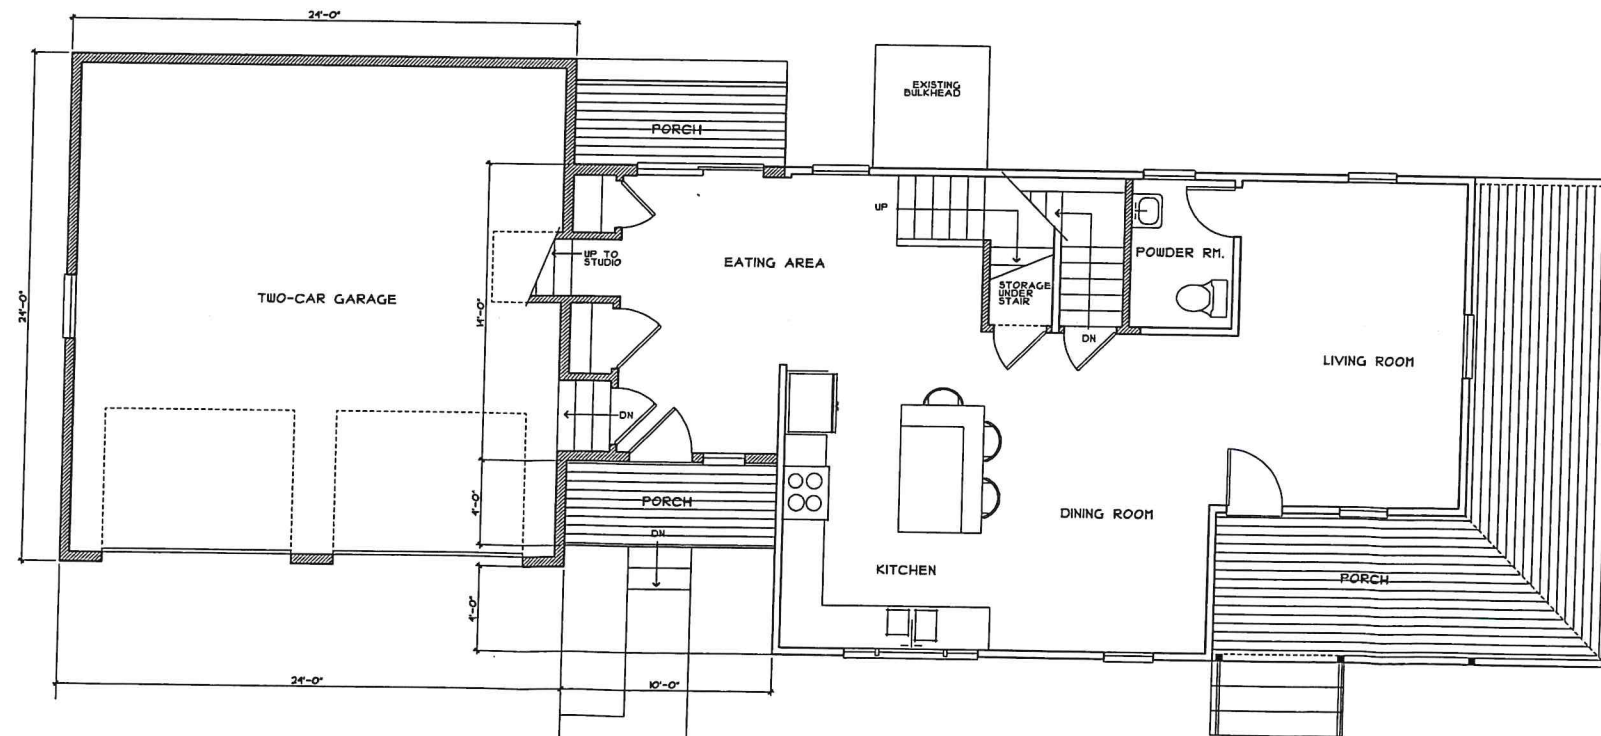 24'-0"
EXISTING
BULKHEAD
PORCH
UP
UP TO
STUDIO
EATING AREA
POWDER RM.
STORAGE
UNDER
STAIR
TWO-CAR GARAGE
24'-0"
14'-0"
DN
LIVING ROOM
DN
PORCH
4'-0"
DINING ROOM
DN
KITCHEN
PORCH
4'-0"
24'-0"
10'-0"